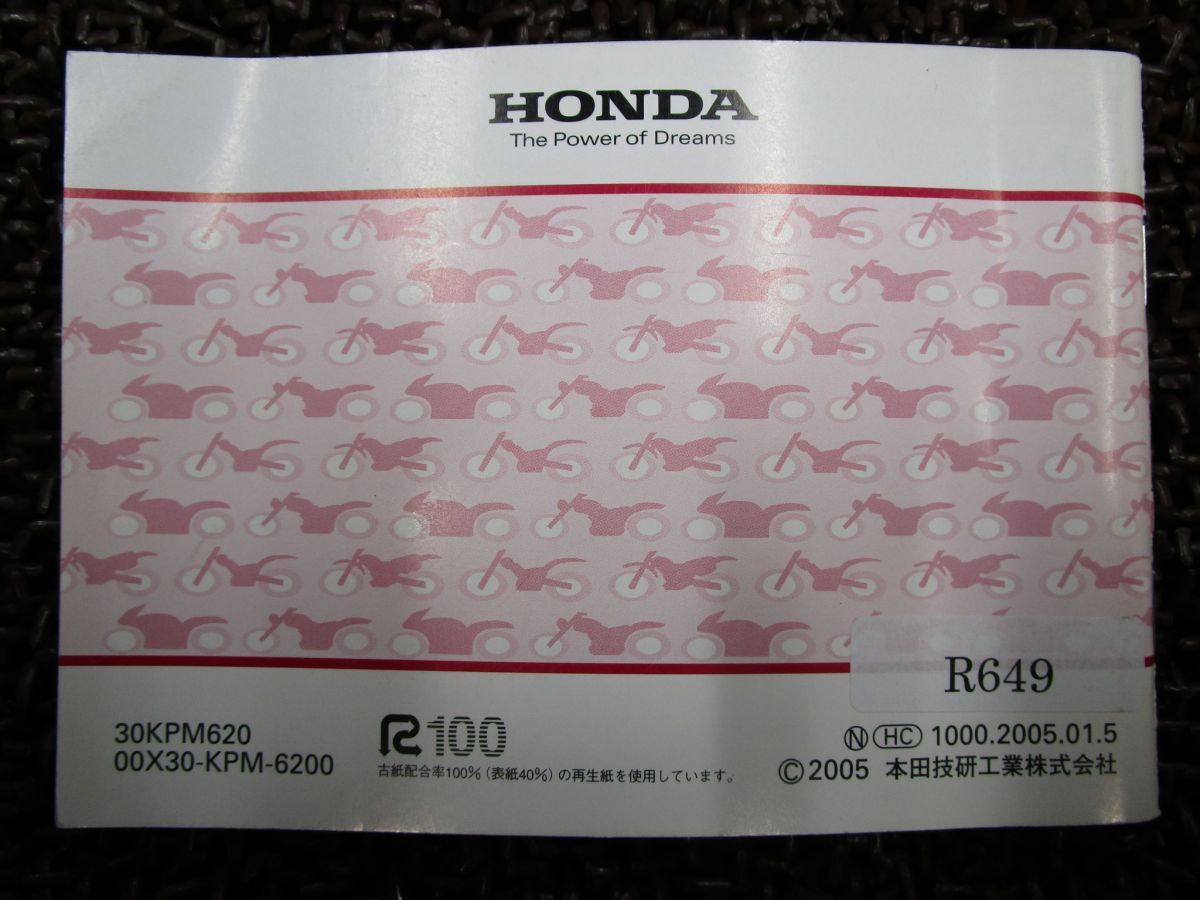 HONDA
The Power of Dreams
R649
30KPM620
00X30-KPM-6200
R100
古紙配合率100%（表紙40%）の再生紙を使用しています。
Ⓝ HC 1000.2005.01.5
©2005 本田技研工業株式会社